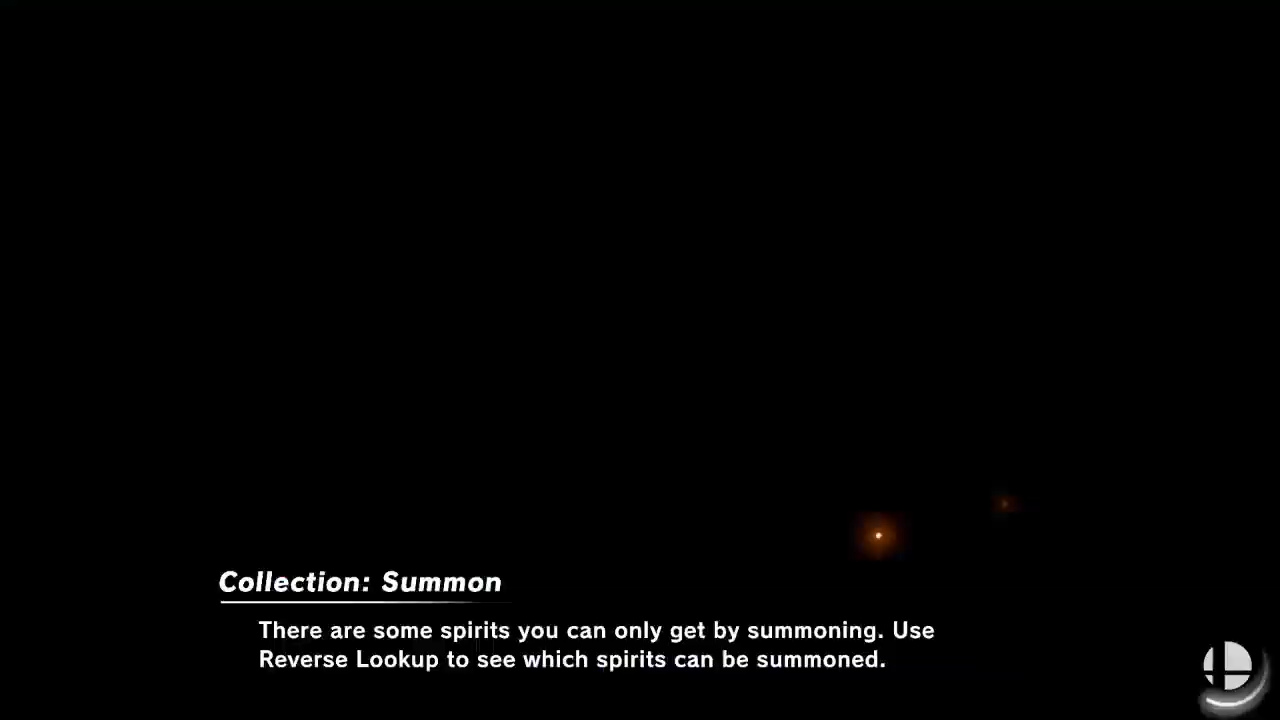 Collection: Summon
There are some spirits you can only get by summoning. Use
Reverse Lookup to see which spirits can be summoned.